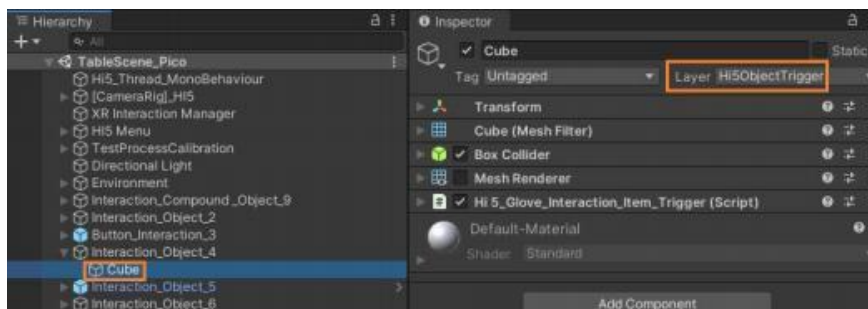 Hierarchy
All
TableScene_Pico
Hi5_Thread_MonoBehaviour
[CameraRig]_HI5
XR Interaction Manager
HI5 Menu
TestProcessCalibration
Directional Light
Environment
Interaction_Compound_Object_9
Interaction_Object_2
Button_Interaction_3
Interaction_Object_4
Cube
Interaction_Object_5
Interaction_Object_6
Inspector
Cube
Static
Tag Untagged Layer Hi5ObjectTrigger
Transform
Cube (Mesh Filter)
Box Collider
Mesh Renderer
Hi 5_Glove_Interaction_Item_Trigger (Script)
Default-Material
Shader Standard
Add Component